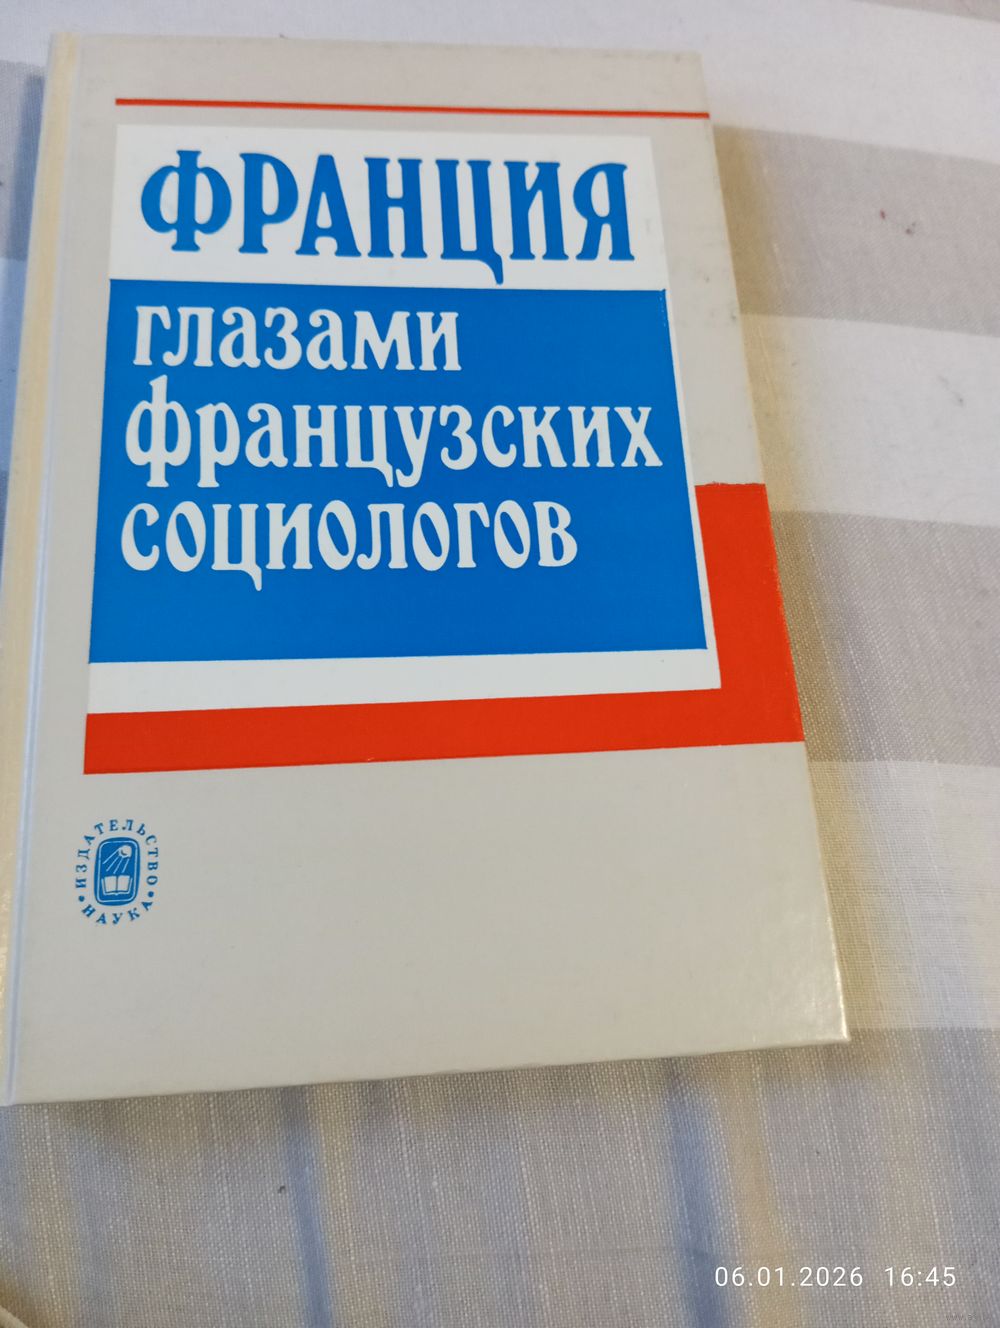 ФРАНЦИЯ
глазами
французских
социологов
ИЗДАТЕЛЬСТВО
НАУКА
06.01.2026 16:45